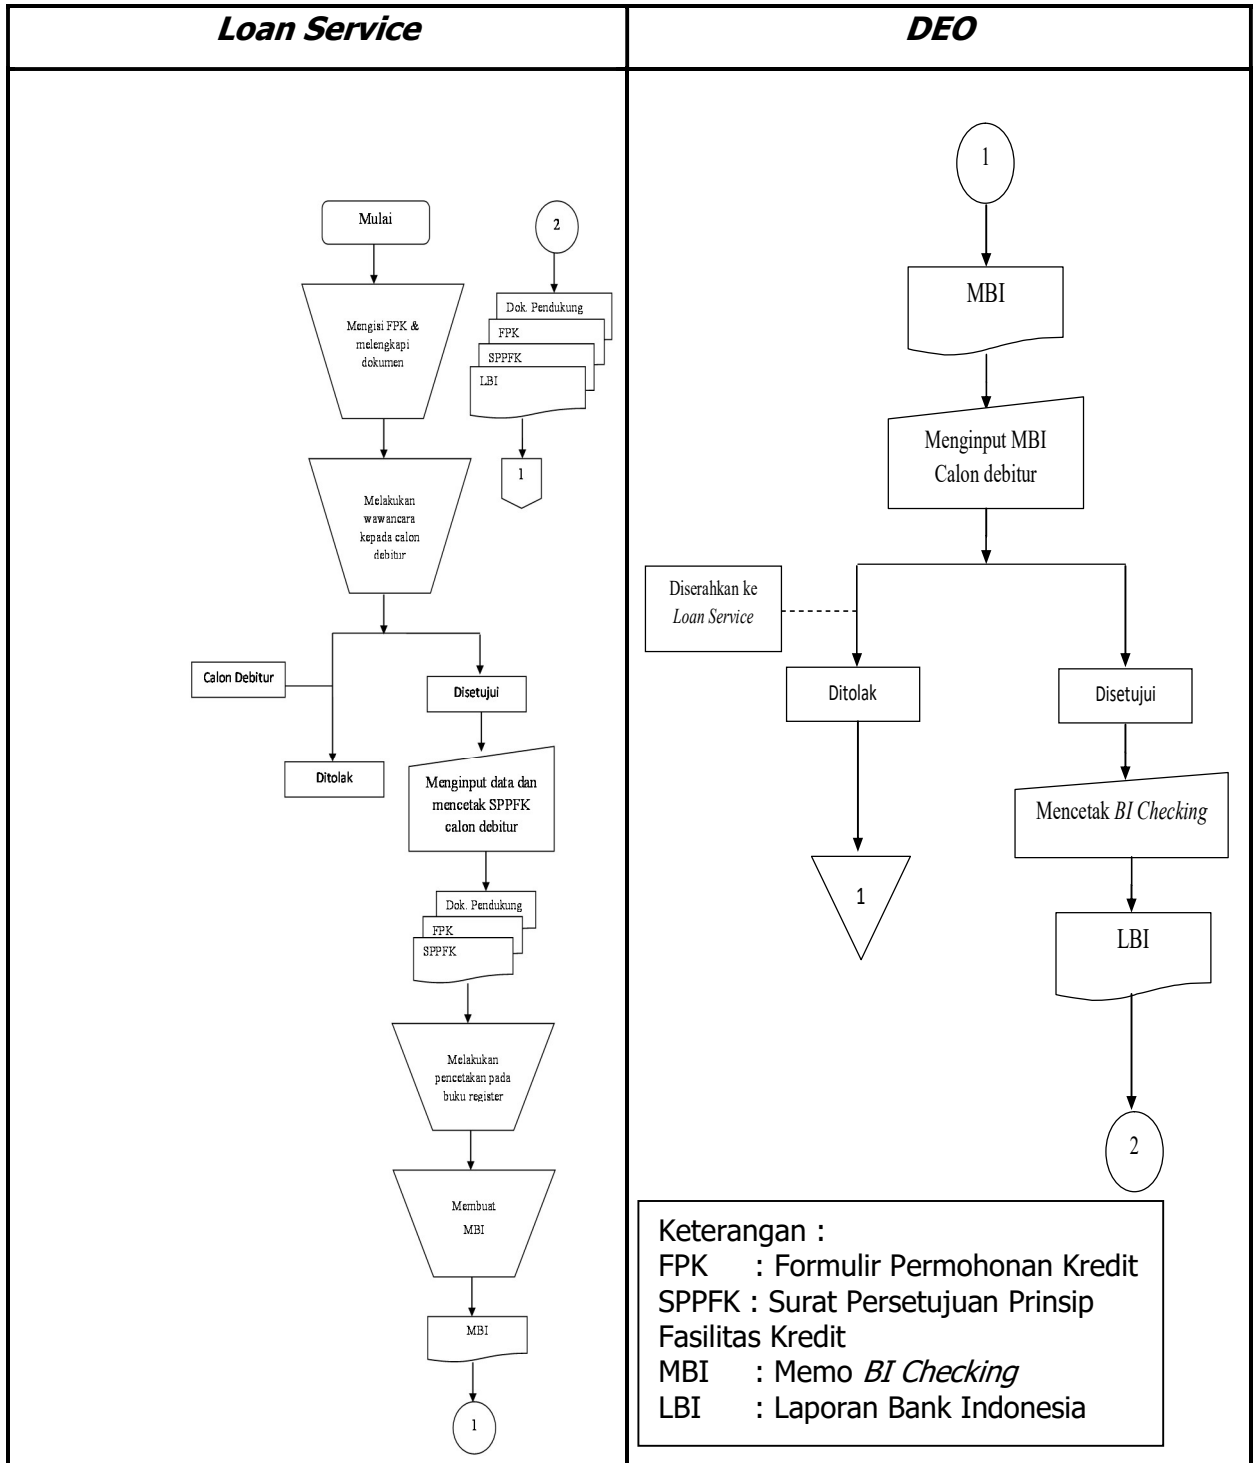 Loan Service
DEO
Mulai
Mengisi FPK &
melengkapi
dokumen
Melakukan
wawancara
kepada calon
debitur
Calon Debitur
Ditolak
Disetujui
Menginput data dan
mencetak SPPFK
calon debitur
Dok. Pendukung
FPK
SPPFK
Melakukan
pencetakan pada
buku register
Membuat
MBI
MBI
1
2
Dok. Pendukung
FPK
SPPFK
LBI
1
1
MBI
Menginput MBI
Calon debitur
Diserahkan ke
Loan Service
Ditolak
1
Disetujui
Mencetak BI Checking
LBI
2
Keterangan :
FPK : Formulir Permohonan Kredit
SPPFK : Surat Persetujuan Prinsip
Fasilitas Kredit
MBI : Memo BI Checking
LBI : Laporan Bank Indonesia